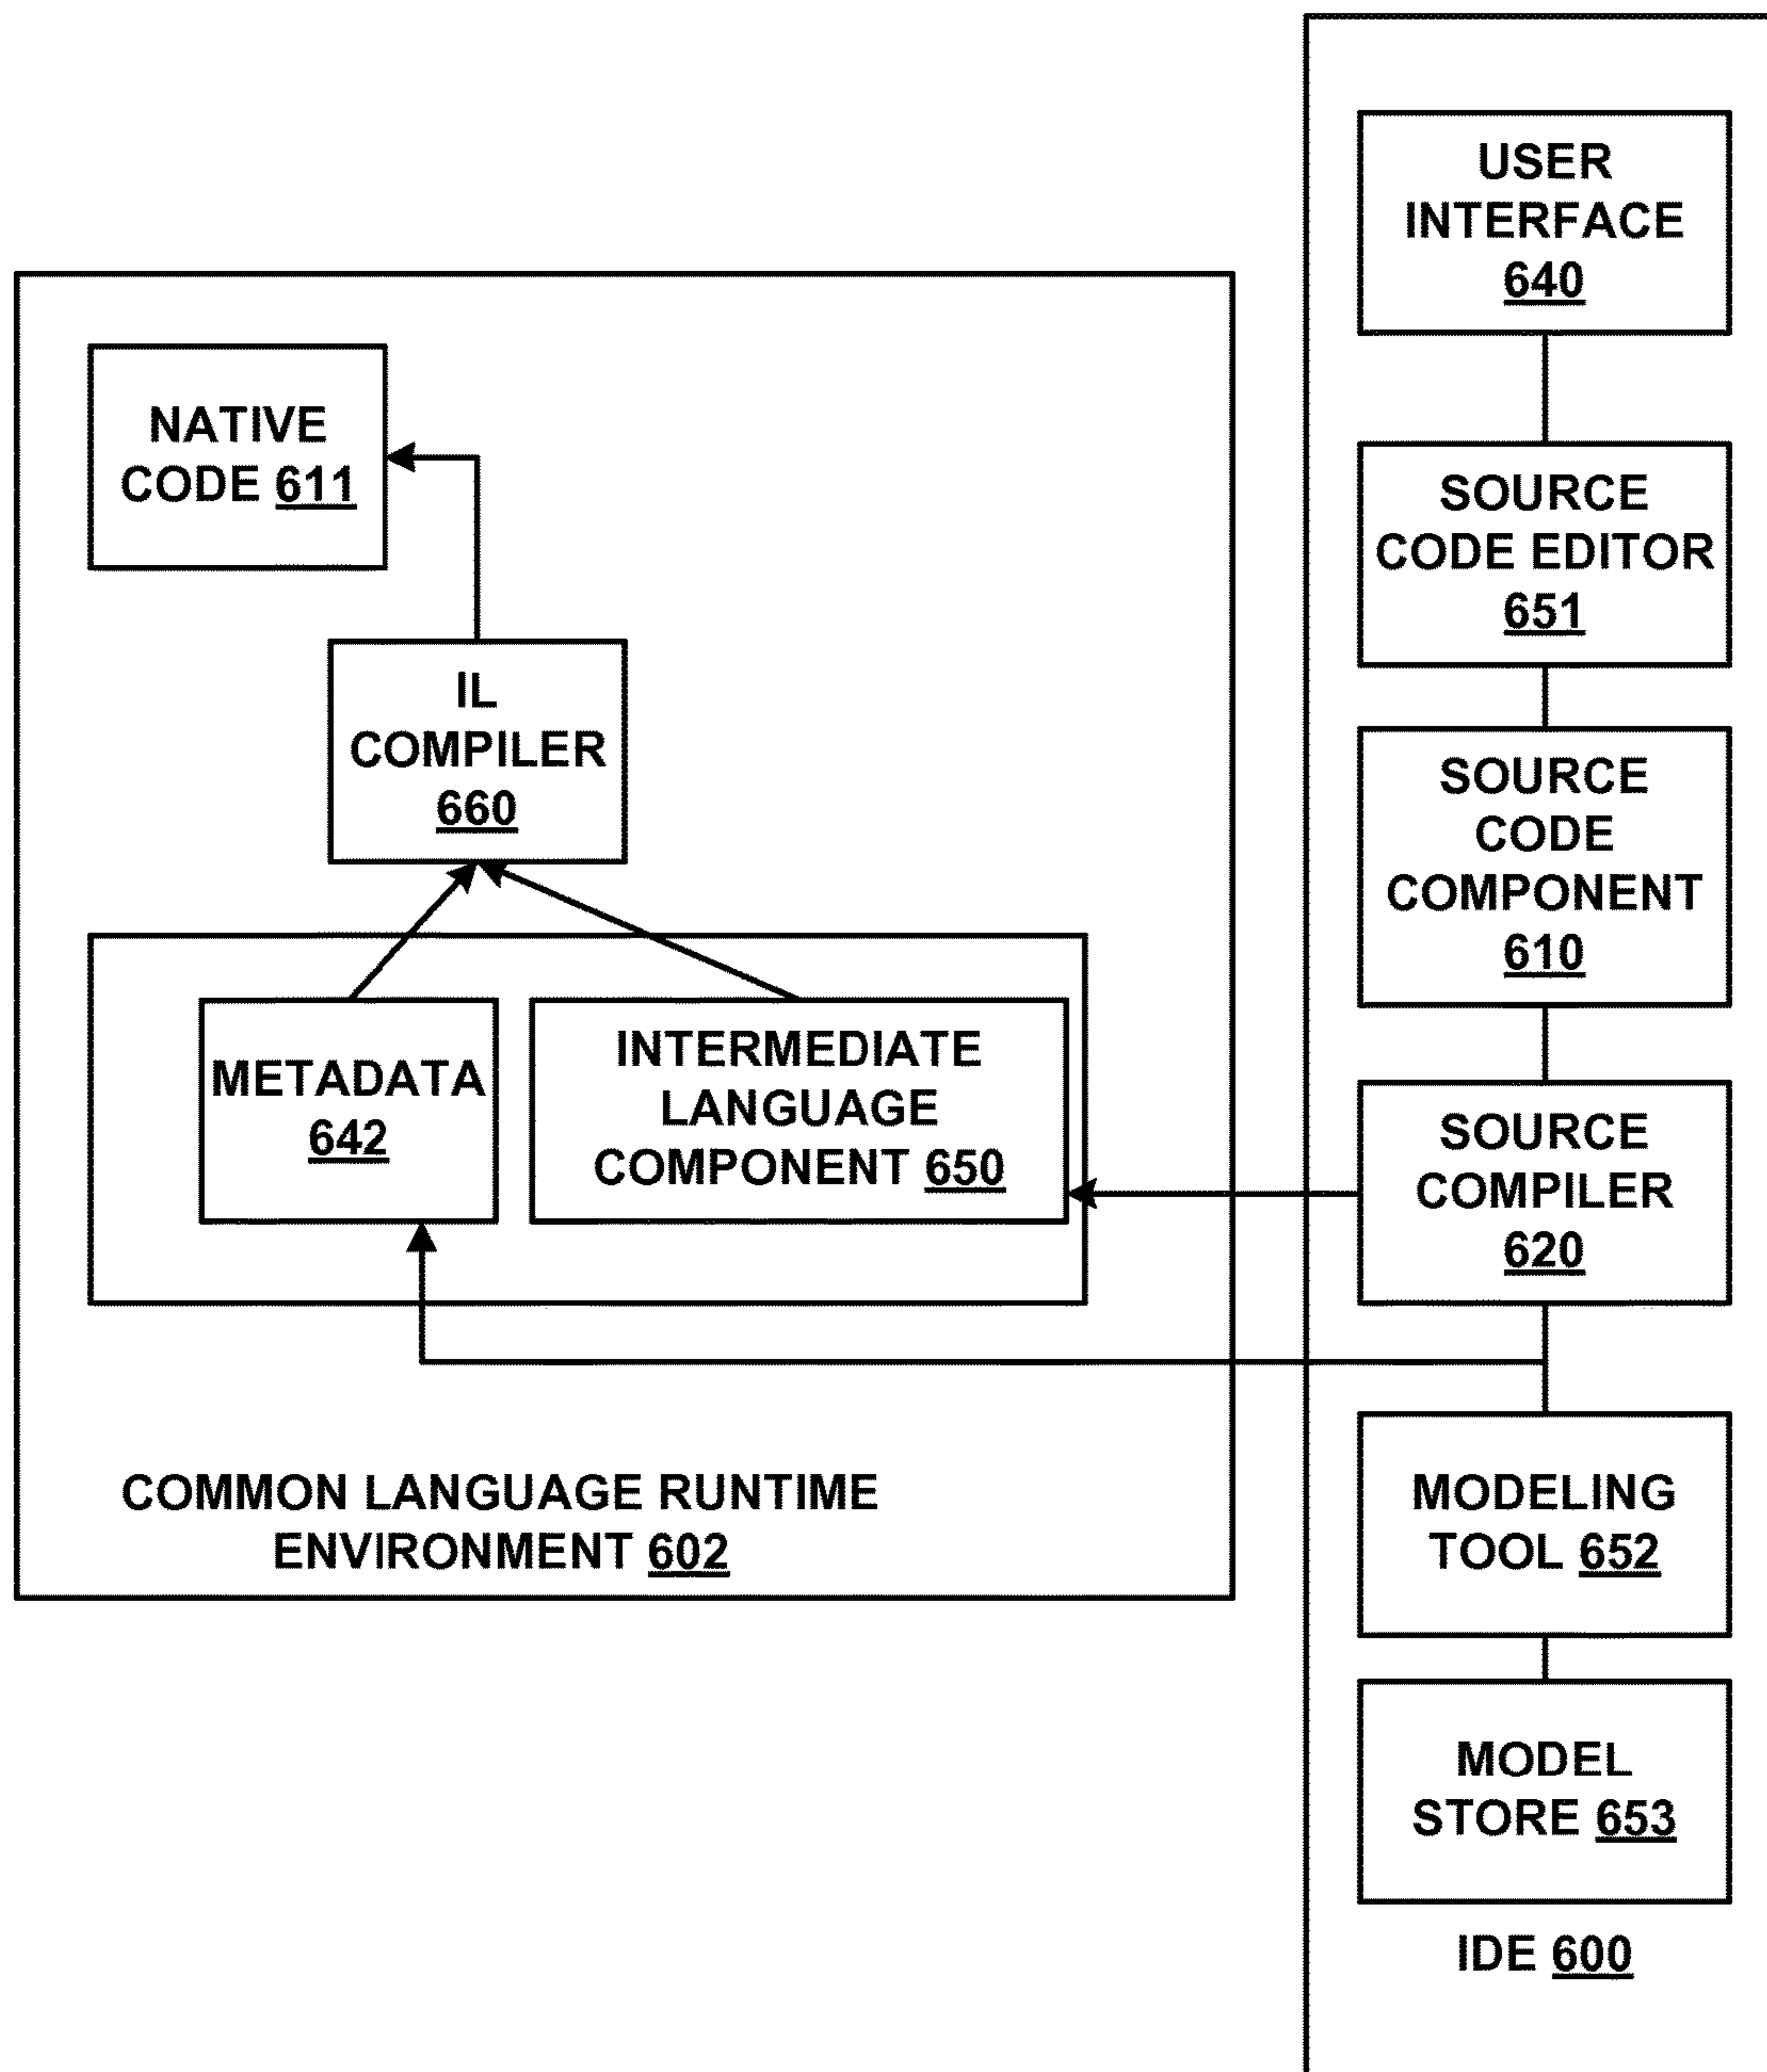 NATIVE
CODE 611
IL
COMPILER
660
METADATA
642
INTERMEDIATE
LANGUAGE
COMPONENT 650
COMMON LANGUAGE RUNTIME
ENVIRONMENT 602
USER
INTERFACE
640
SOURCE
CODE EDITOR
651
SOURCE
CODE
COMPONENT
610
SOURCE
COMPILER
620
MODELING
TOOL 652
MODEL
STORE 653
IDE 600